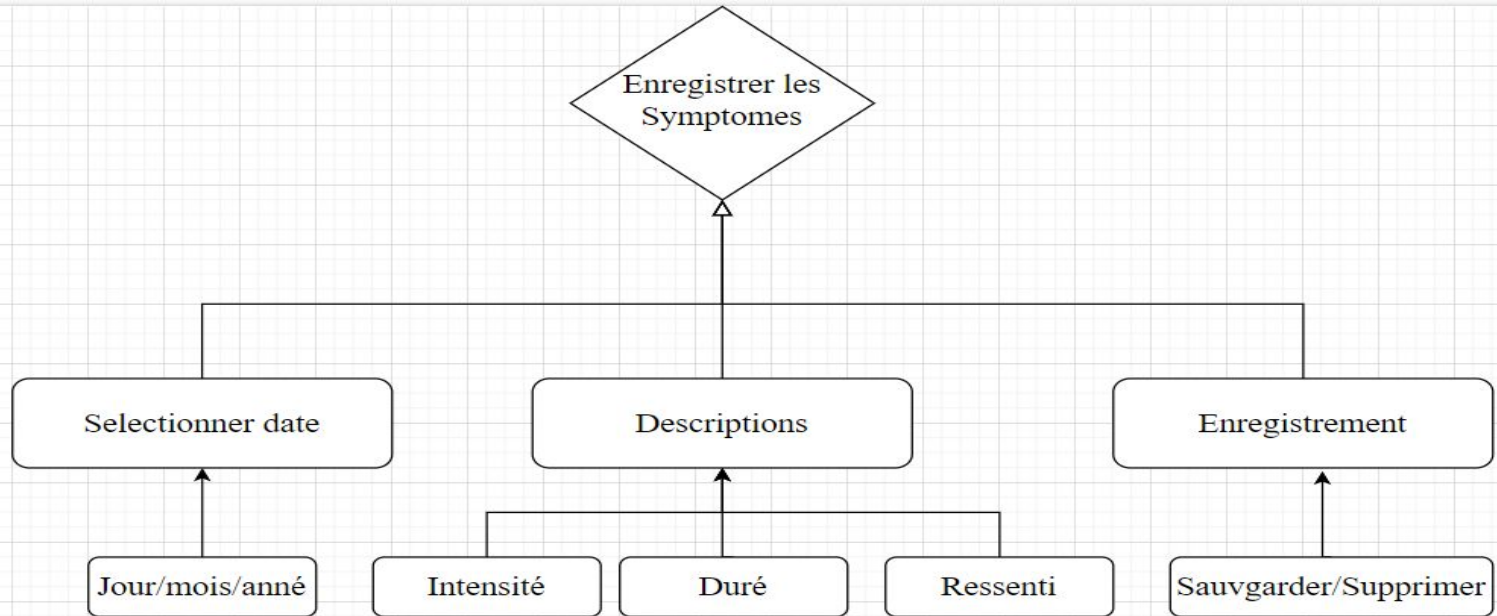 Enregistrer les
Symptomes
Selectionner date
Descriptions
Enregistrement
Jour/mois/anné
Intensité
Duré
Ressenti
Sauvgarder/Supprimer